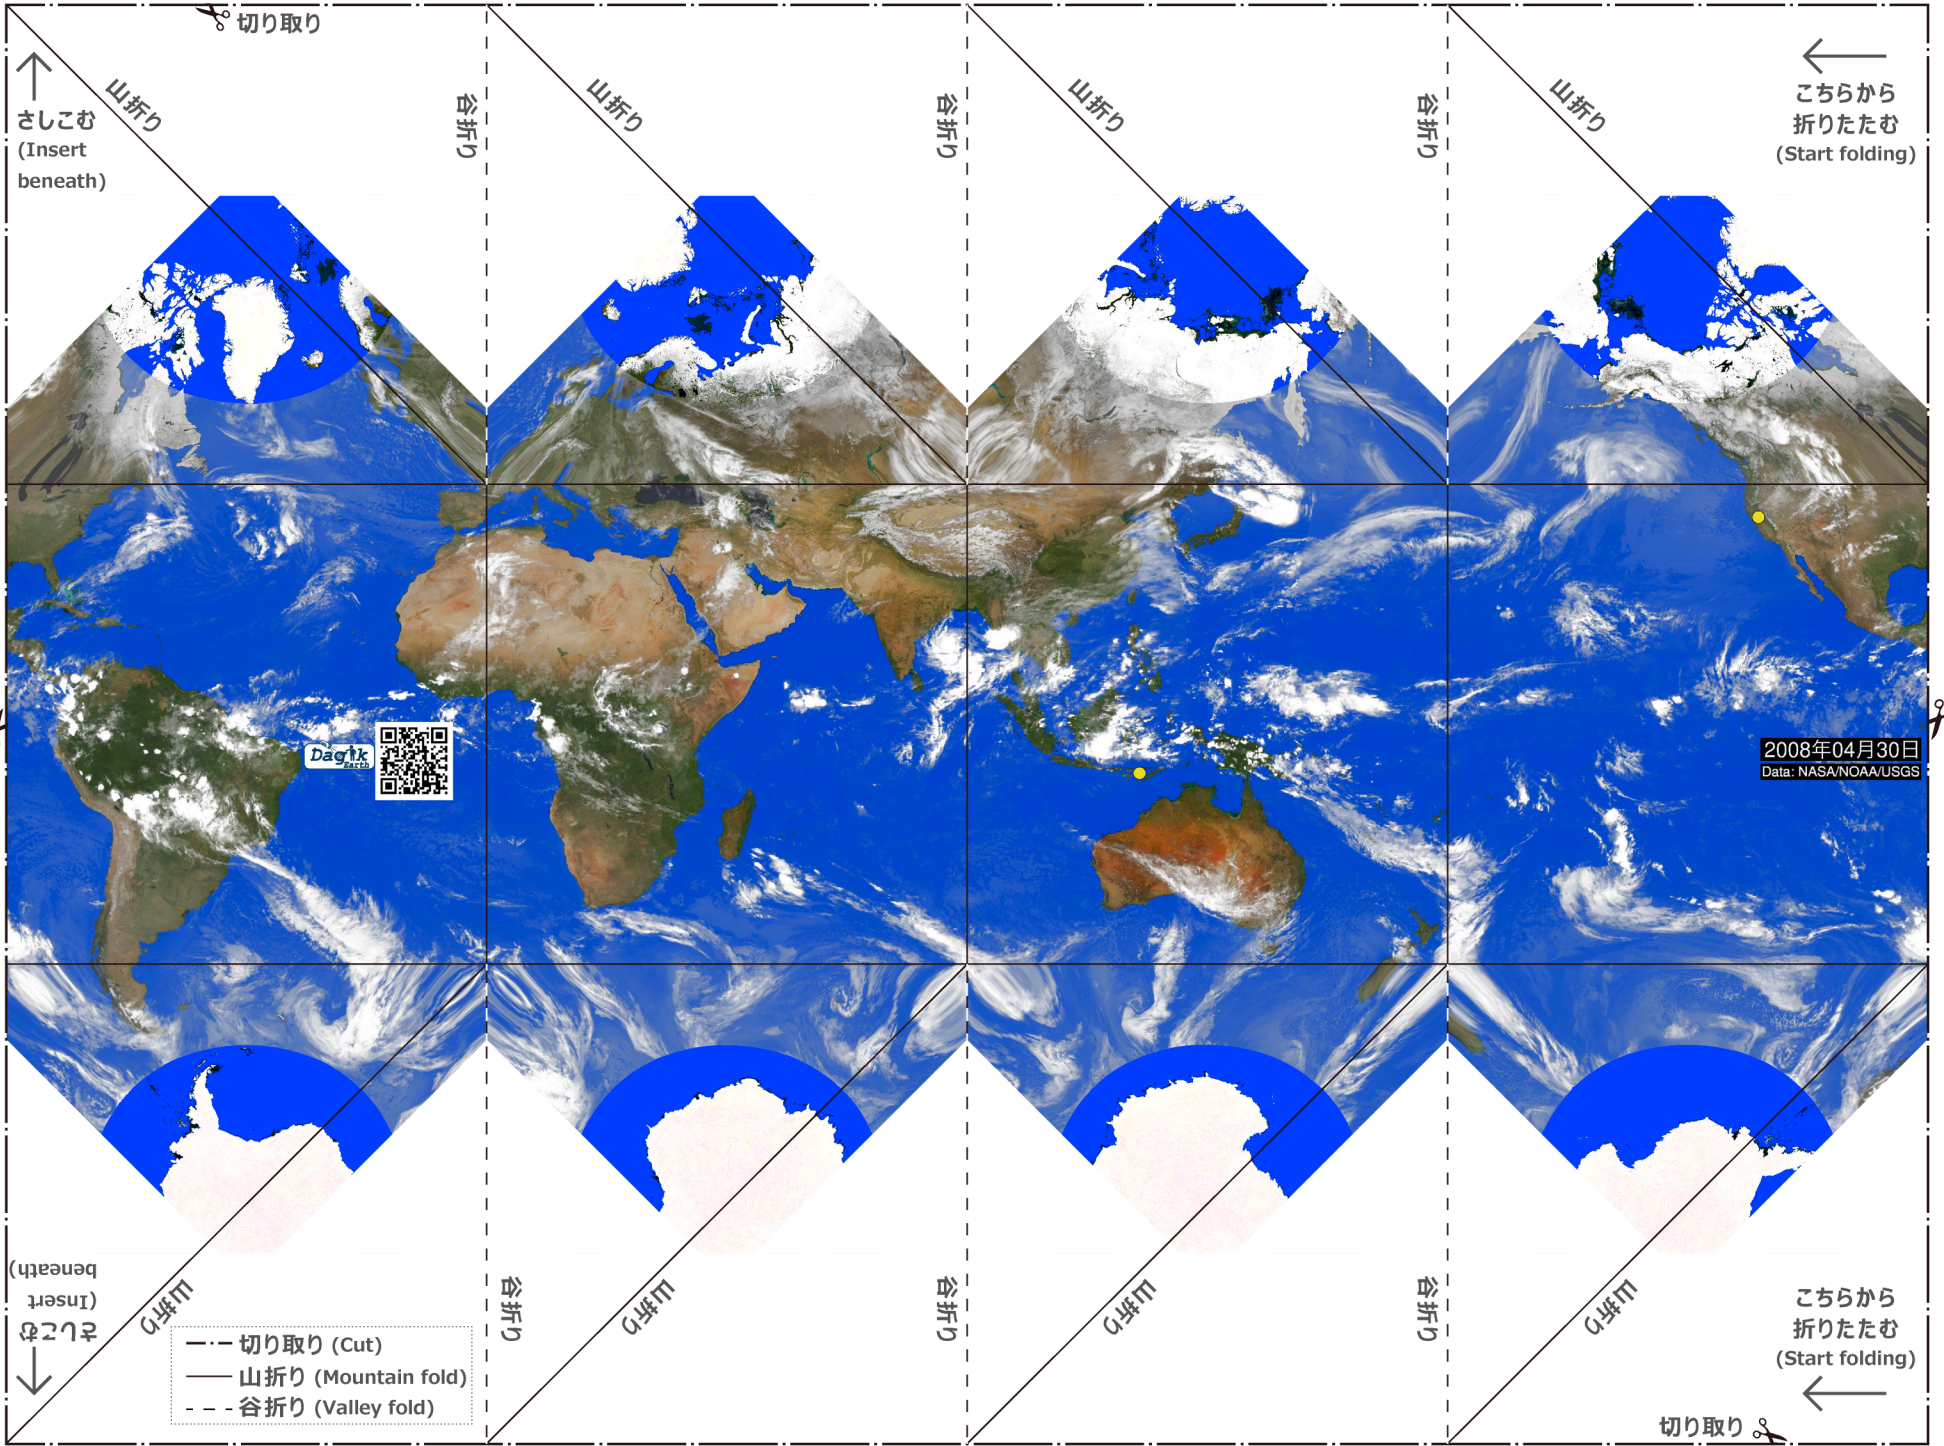 切り取り
山折り
谷折り
山折り
谷折り
山折り
谷折り
山折り
さしこむ
(Insert
beneath)
こちらから
折りたたむ
(Start folding)
Dagik
Earth
2008年04月30日
Data: NASA/NOAA/USGS
さしこむ
(Insert
beneath)
山折り
谷折り
山折り
谷折り
山折り
谷折り
山折り
切り取り (Cut)
山折り (Mountain fold)
谷折り (Valley fold)
こちらから
折りたたむ
(Start folding)
切り取り